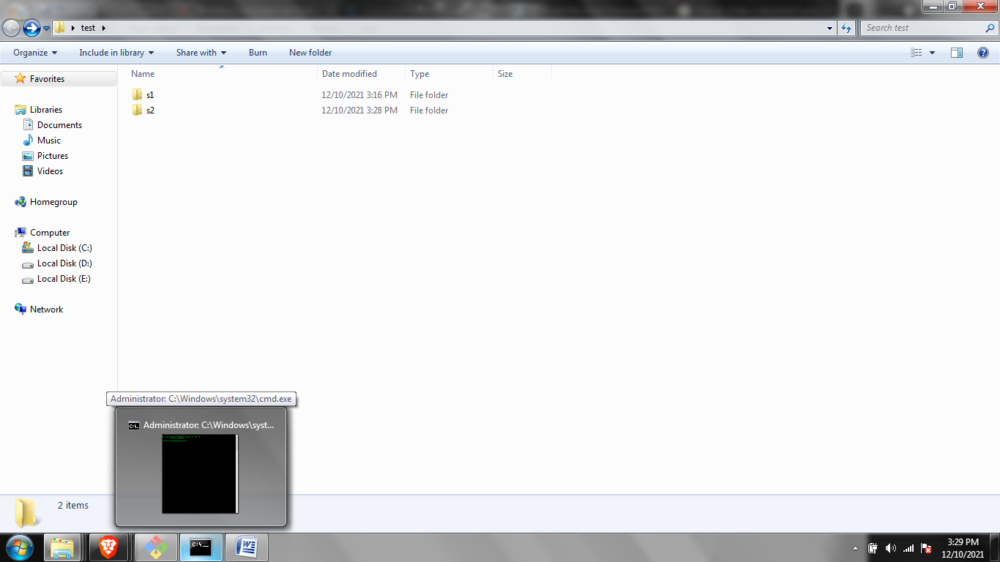 test
Search test
Organize Include in library Share with Burn New folder
Name Date modified Type Size
Favorites
s1 12/10/2021 3:16 PM File folder
s2 12/10/2021 3:28 PM File folder
Libraries
Documents
Music
Pictures
Videos
Homegroup
Computer
Local Disk (C:)
Local Disk (D:)
Local Disk (E:)
Network
Administrator: C:\Windows\system32\cmd.exe
Administrator: C:\Windows\syst...
2 items
3:29 PM
12/10/2021